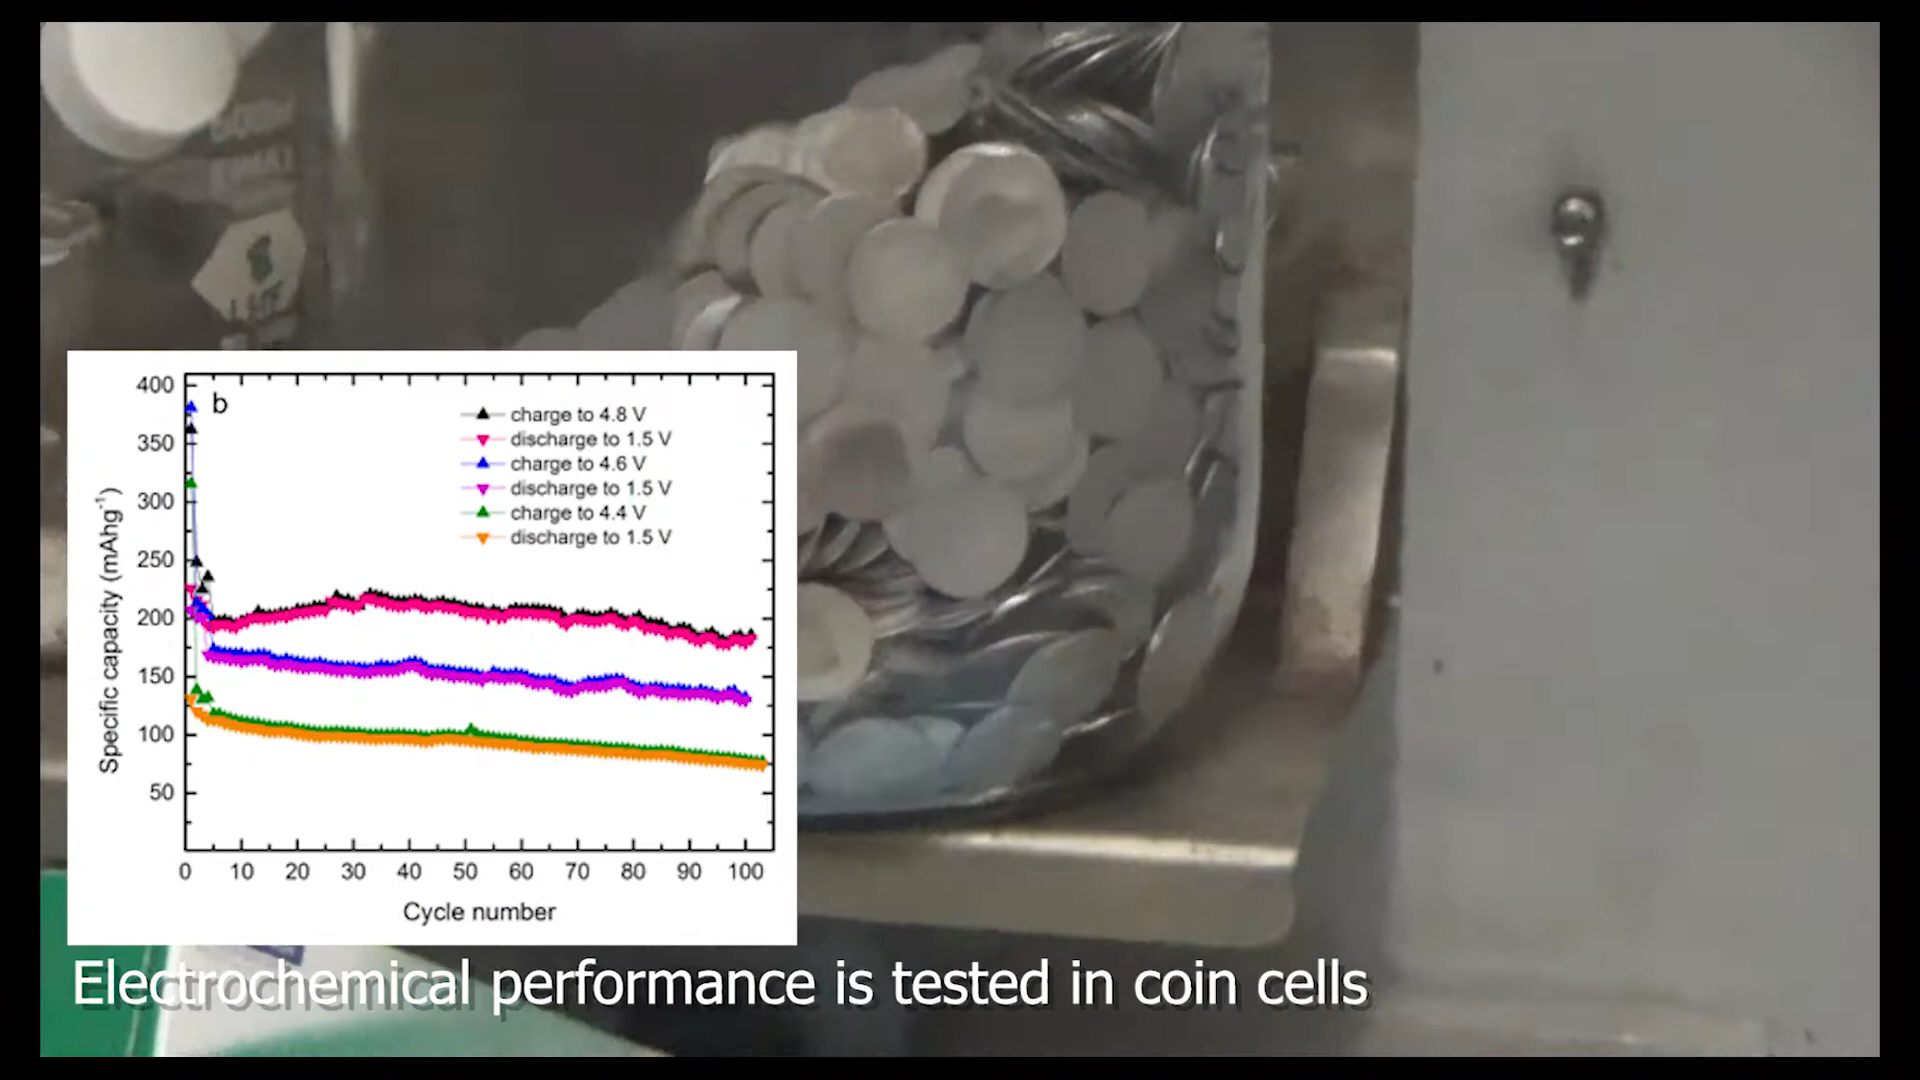 b
charge to 4.8 V
discharge to 1.5 V
charge to 4.6 V
discharge to 1.5 V
charge to 4.4 V
discharge to 1.5 V
Specific capacity (mAhg⁻¹)
400
350
300
250
200
150
100
50
0 10 20 30 40 50 60 70 80 90 100
Cycle number
Electrochemical performance is tested in coin cells